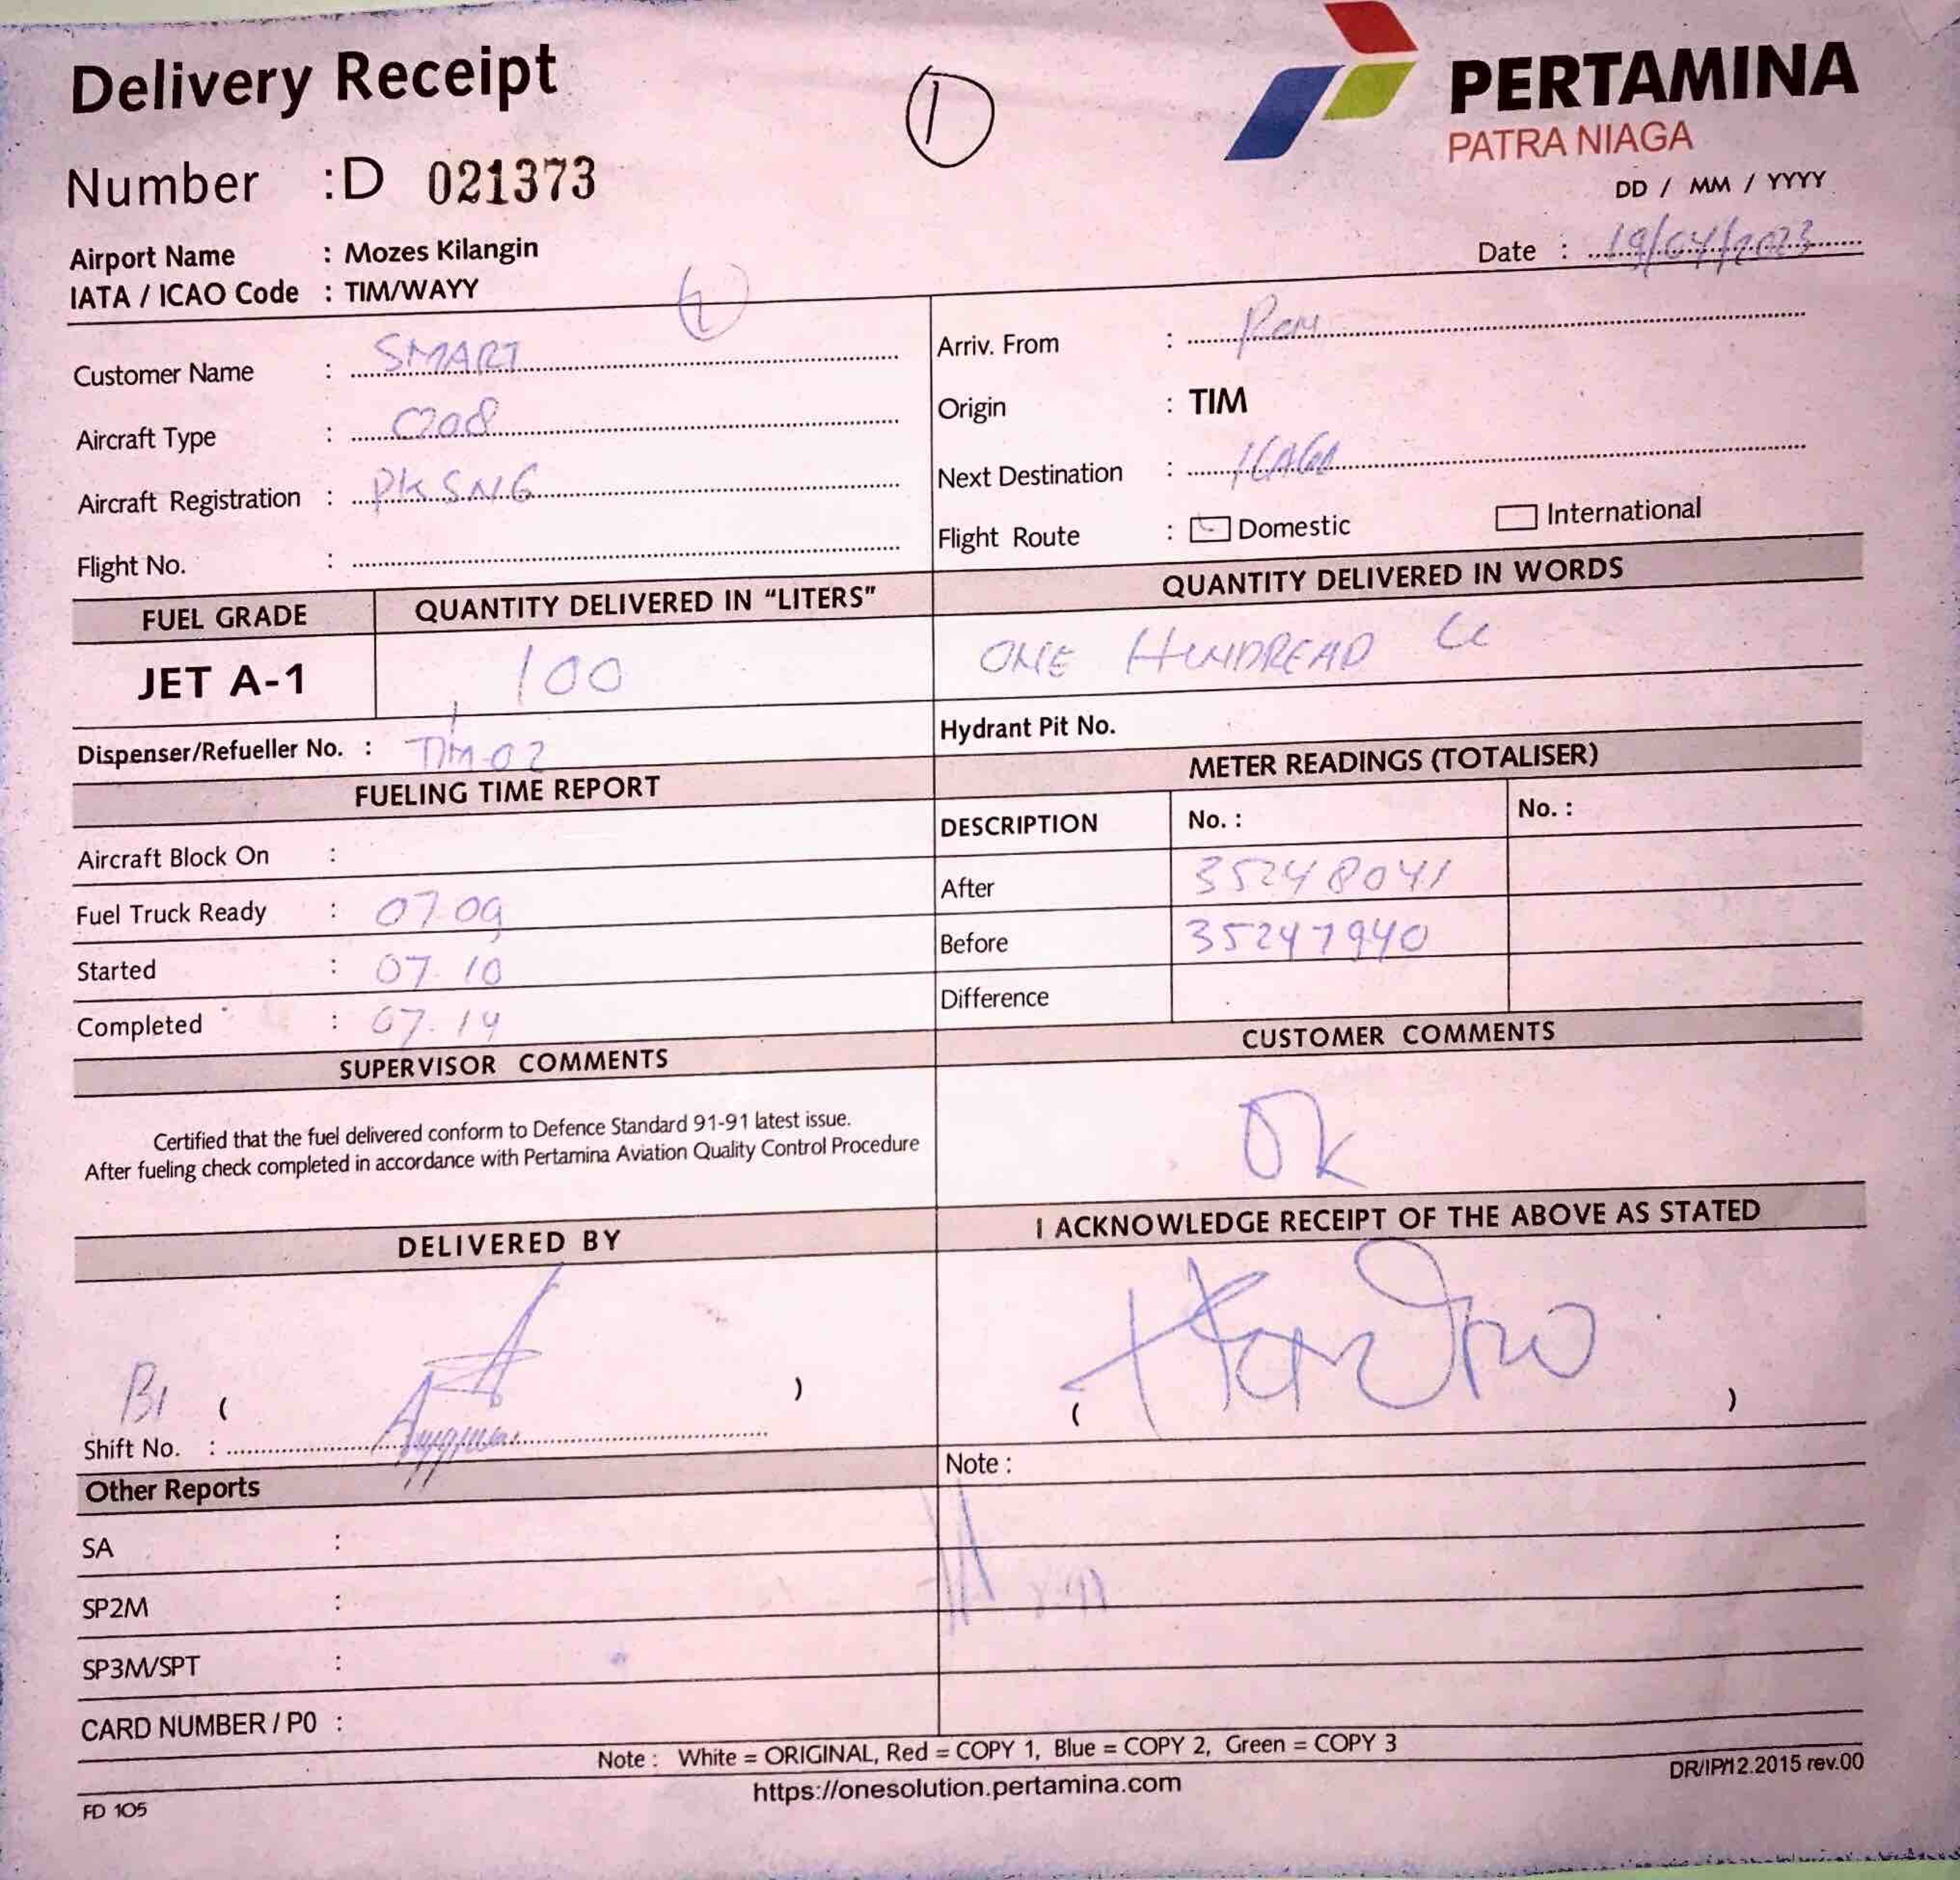 Delivery Receipt
1
PERTAMINA
PATRA NIAGA
Number : D 021373
DD / MM / YYYY
Airport Name : Mozes Kilangin
Date : 19/04/2023
IATA / ICAO Code : TIM/WAYY
Customer Name : SMART
Arriv. From :
Aircraft Type : C208
Origin : TIM
Aircraft Registration : PKSNG
Next Destination :
Flight No. :
Flight Route : Domestic International
FUEL GRADE QUANTITY DELIVERED IN “LITERS” QUANTITY DELIVERED IN WORDS
JET A-1 100 ONE HUNDREAD
Dispenser/Refueller No. : TIM-02
Hydrant Pit No.
FUELING TIME REPORT
METER READINGS (TOTALISER)
DESCRIPTION No. : No. :
Aircraft Block On :
After 35248041
Fuel Truck Ready : 07.09
Before 35247940
Started : 07.10
Difference
Completed : 07.14
SUPERVISOR COMMENTS
CUSTOMER COMMENTS
Certified that the fuel delivered conform to Defence Standard 91-91 latest issue.
After fueling check completed in accordance with Pertamina Aviation Quality Control Procedure
OK
DELIVERED BY
I ACKNOWLEDGE RECEIPT OF THE ABOVE AS STATED
B1 ( )
( )
Shift No. :
Other Reports
Note :
SA :
SP2M :
SP3M/SPT :
CARD NUMBER / P0 :
Note : White = ORIGINAL, Red = COPY 1, Blue = COPY 2, Green = COPY 3
https://onesolution.pertamina.com
DR/IP/12.2015 rev.00
FD 105